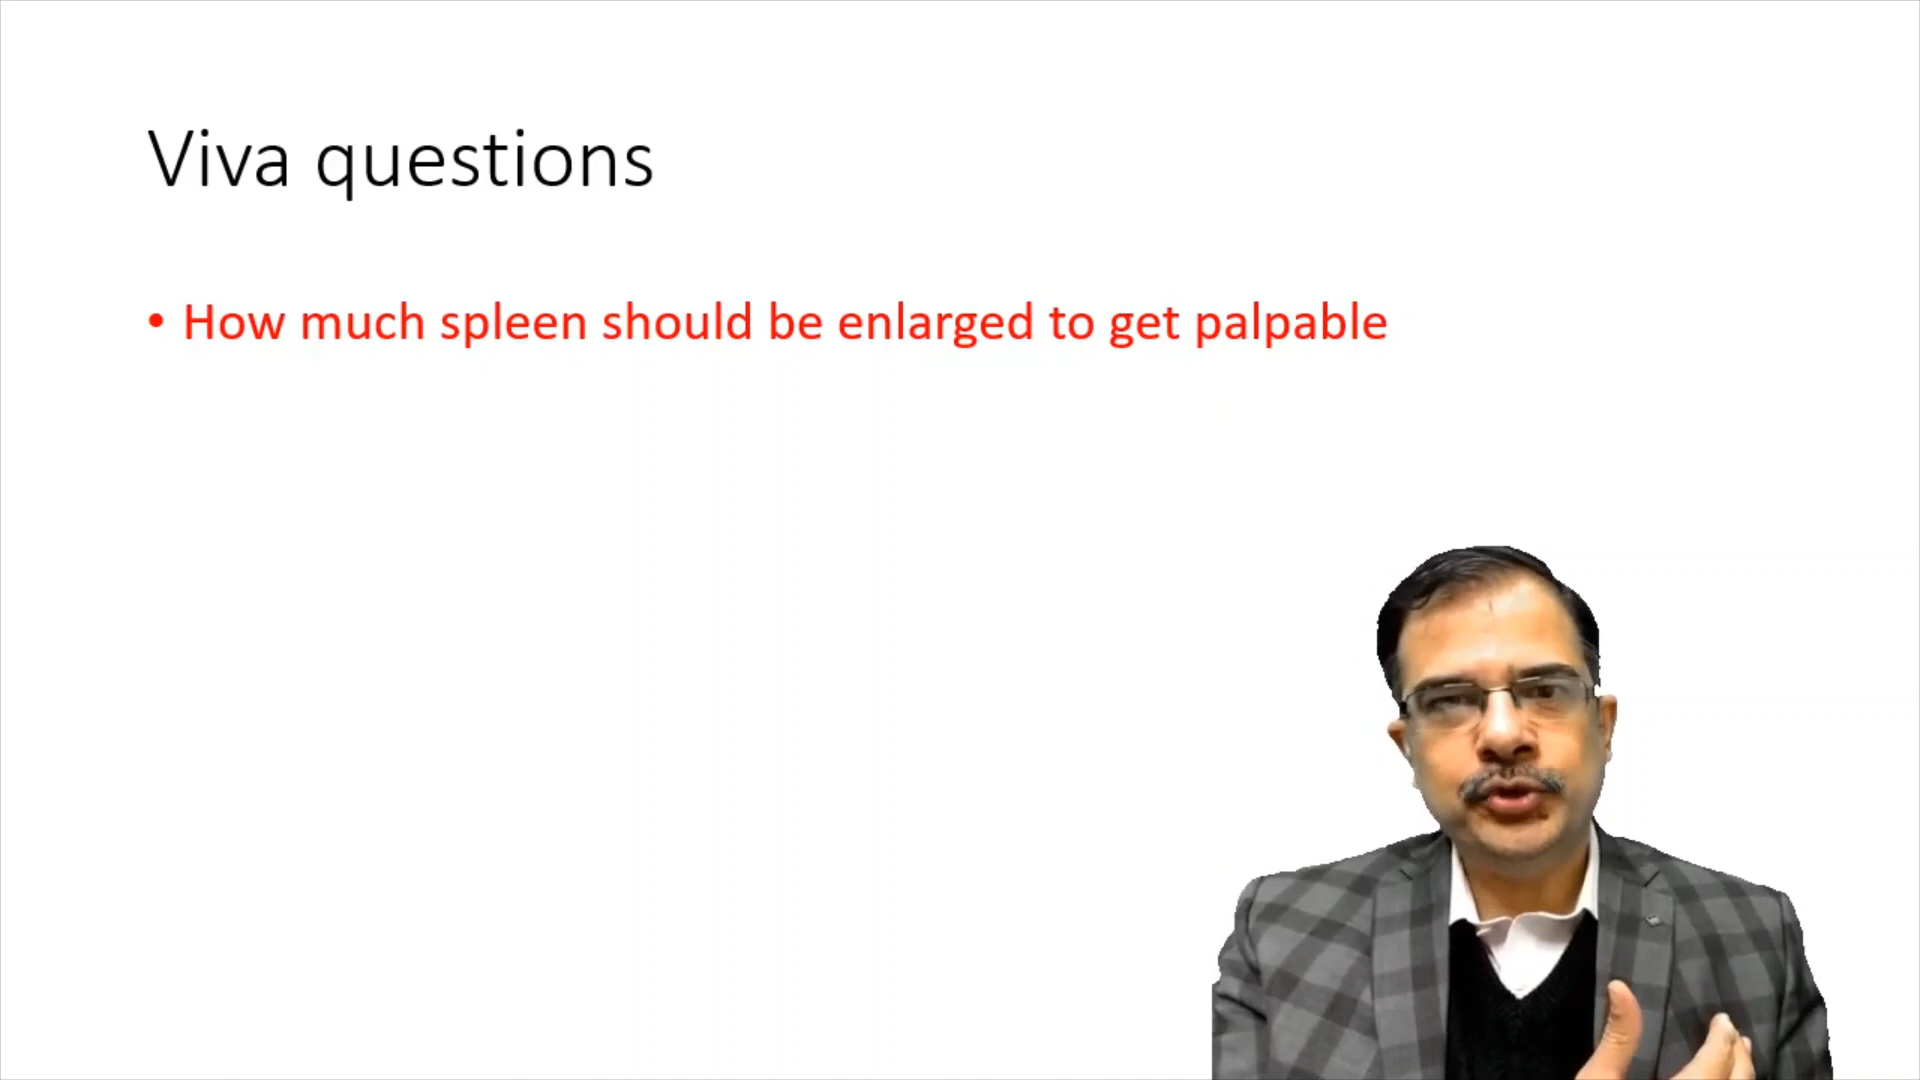 Viva questions
• How much spleen should be enlarged to get palpable